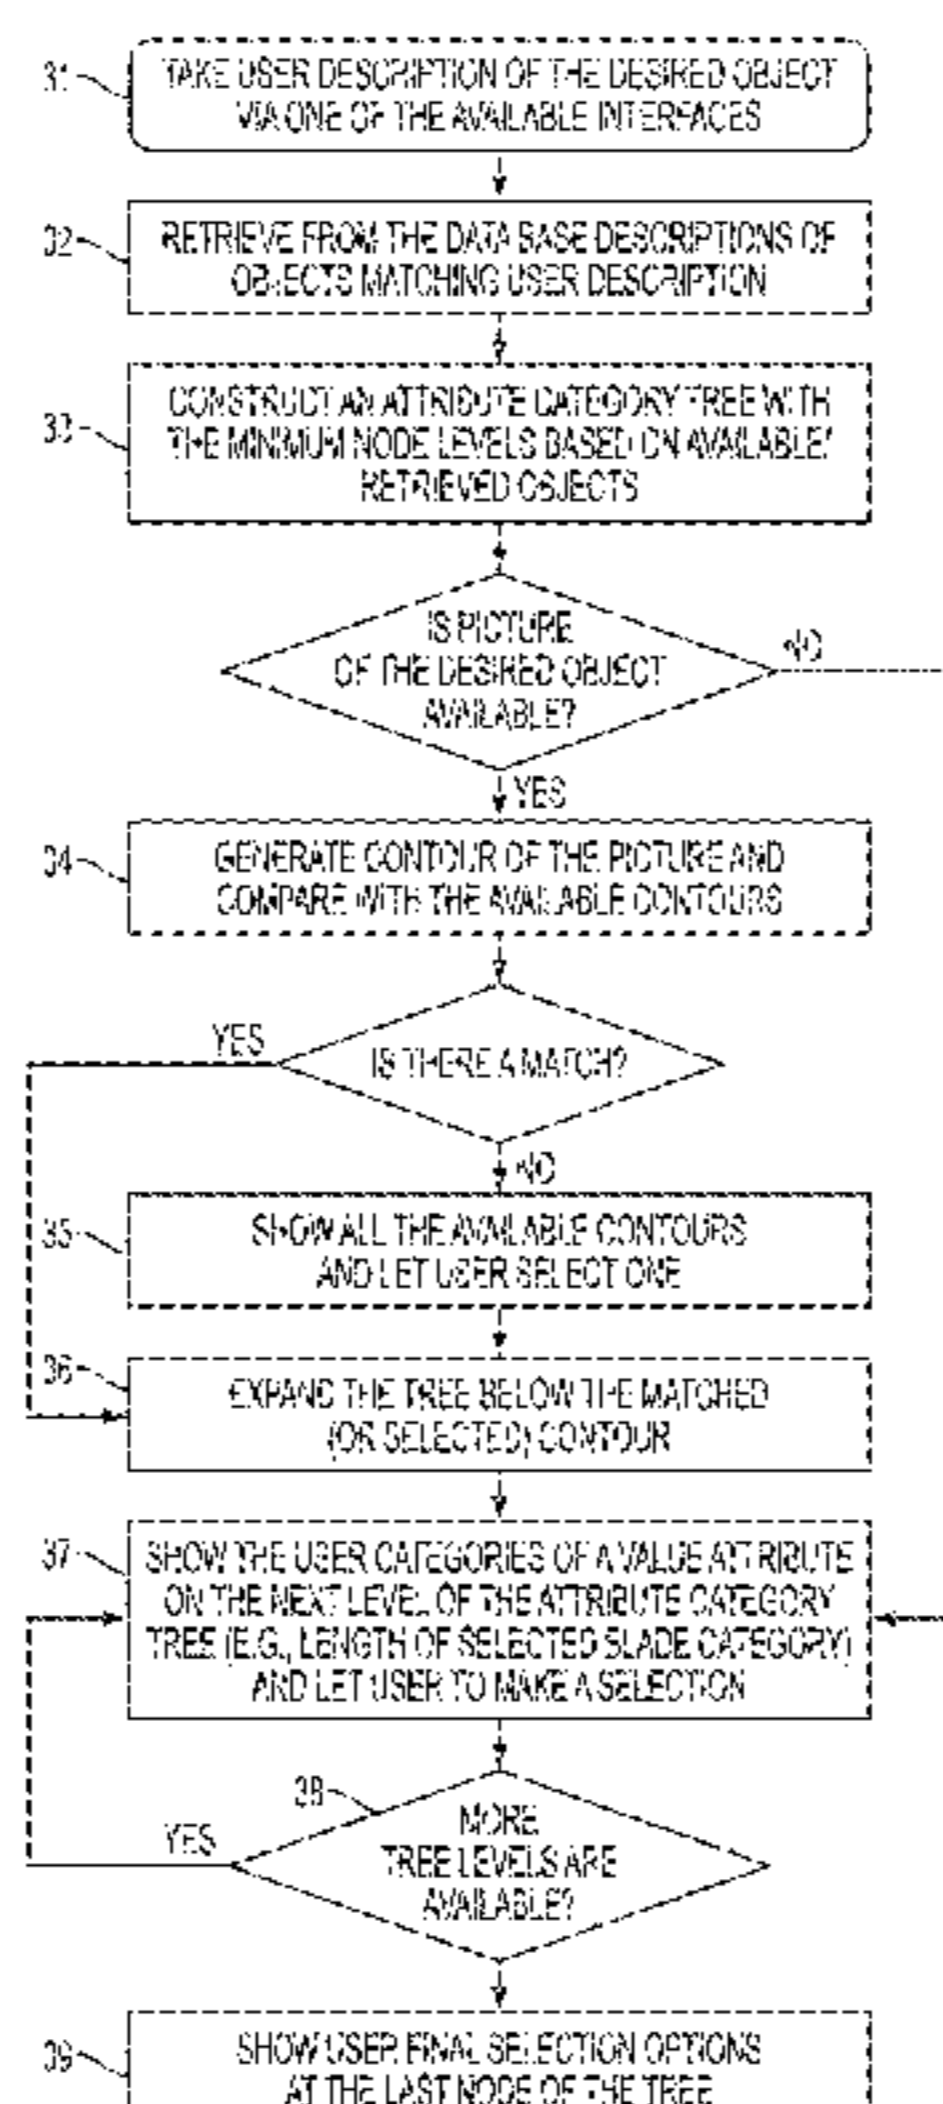 31
TAKE USER DESCRIPTION OF THE DESIRED OBJECT
VIA ONE OF THE AVAILABLE INTERFACES
32
RETRIEVE FROM THE DATA BASE DESCRIPTIONS OF
OBJECTS MATCHING USER DESCRIPTION
33
CONSTRUCT AN ATTRIBUTE CATEGORY TREE WITH
THE MINIMUM NODE LEVELS BASED ON AVAILABLE/
RETRIEVED OBJECTS
IS PICTURE
OF THE DESIRED OBJECT
AVAILABLE?
NO
YES
34
GENERATE CONTOUR OF THE PICTURE AND
COMPARE WITH THE AVAILABLE CONTOURS
YES
IS THERE A MATCH?
NO
35
SHOW ALL THE AVAILABLE CONTOURS
AND LET USER SELECT ONE
36
EXPAND THE TREE BELOW THE MATCHED
(OR SELECTED) CONTOUR
37
SHOW THE USER CATEGORIES OF A VALUE ATTRIBUTE
ON THE NEXT LEVEL OF THE ATTRIBUTE CATEGORY
TREE (E.G., LENGTH OF SELECTED BLADE CATEGORY)
AND LET USER TO MAKE A SELECTION
38
YES
MORE
TREE LEVELS ARE
AVAILABLE?
39
SHOW USER FINAL SELECTION OPTIONS
AT THE LAST NODE OF THE TREE